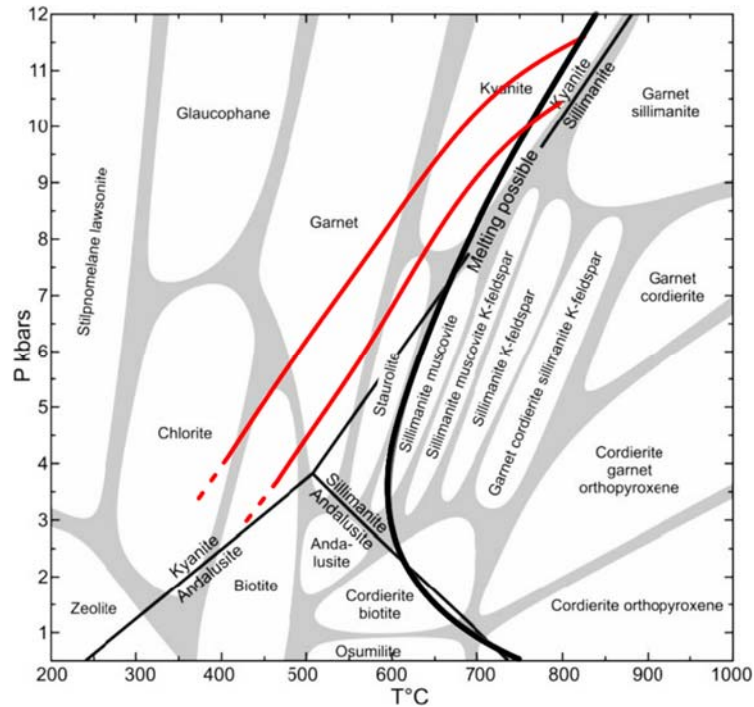 12
11
10
9
8
7
6
5
4
3
2
1
P kbars
200
300
400
500
600
700
800
900
1000
T°C
Kyanite
Kyanite
Sillimanite
Garnet
sillimanite
Glaucophane
Stilpnomelane lawsonite
Garnet
Melting possible
Garnet
cordierite
Staurolite
Sillimanite muscovite
Sillimanite muscovite K-feldspar
Sillimanite K-feldspar
Garnet cordierite sillimanite K-feldspar
Chlorite
Cordierite
garnet
orthopyroxene
Sillimanite
Andalusite
Kyanite
Andalusite
Anda-
lusite
Zeolite
Biotite
Cordierite
biotite
Cordierite orthopyroxene
Osumilite